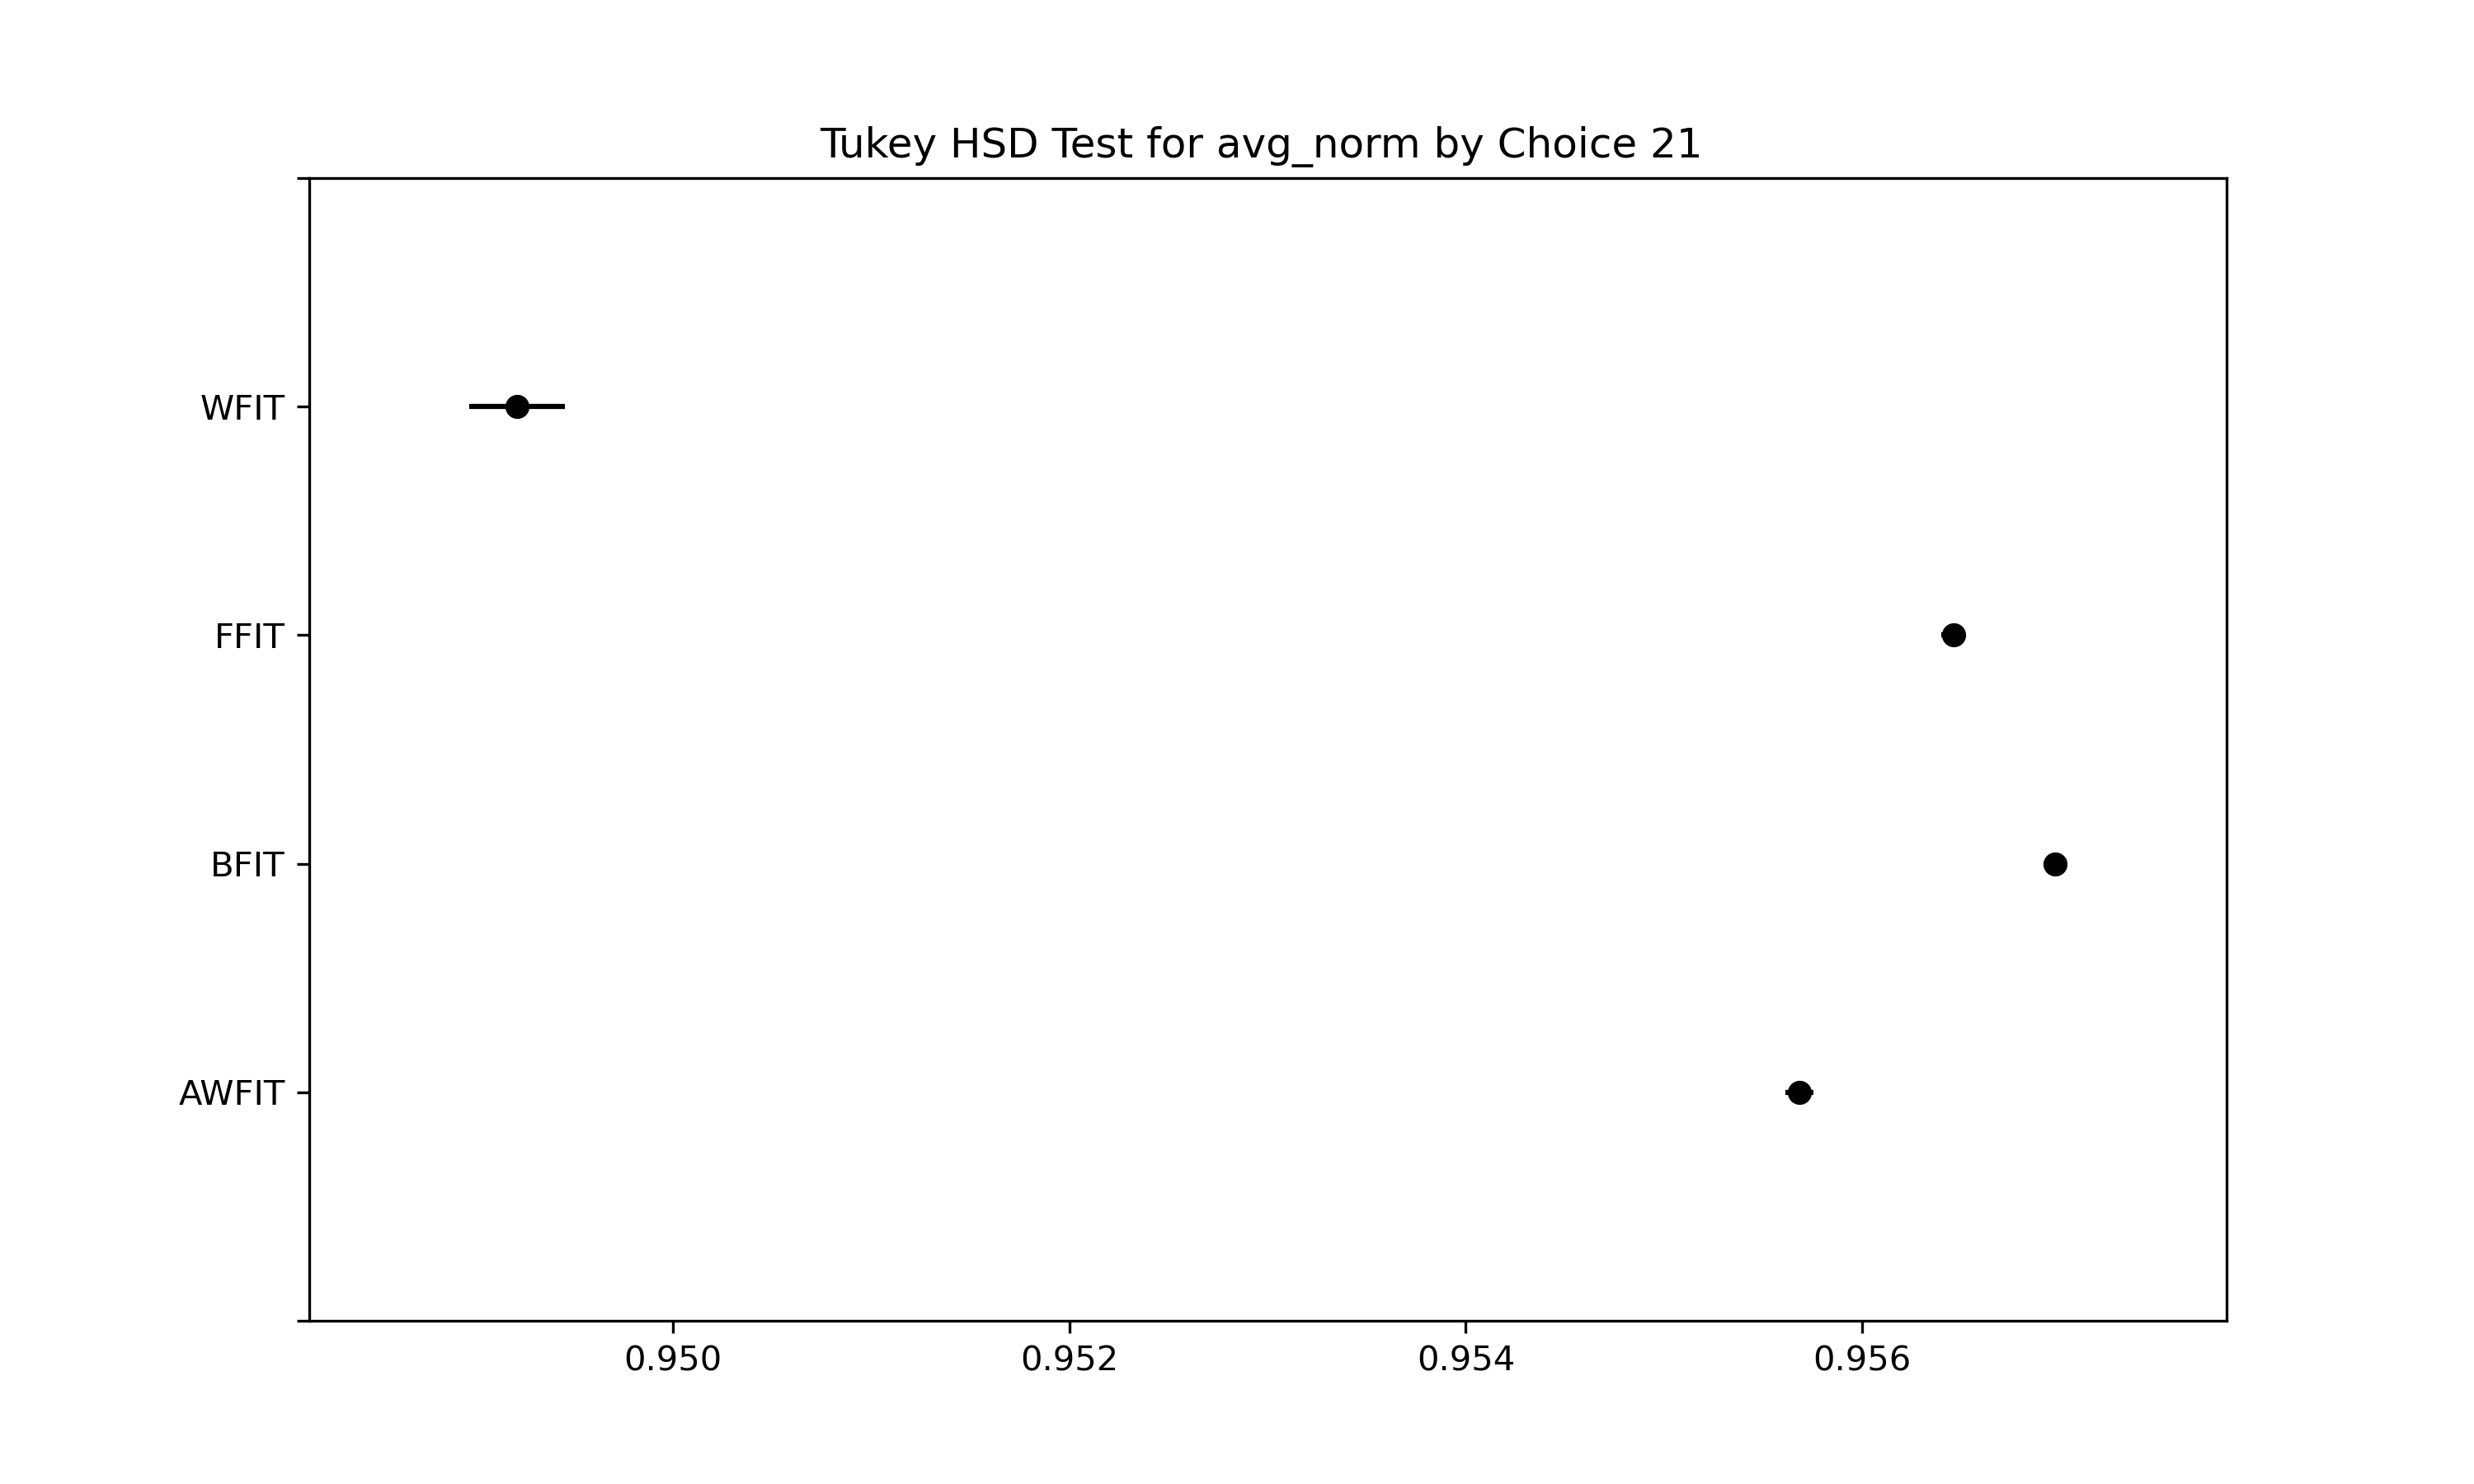 Tukey HSD Test for avg_norm by Choice 21
WFIT
FFIT
BFIT
AWFIT
0.950 0.952 0.954 0.956